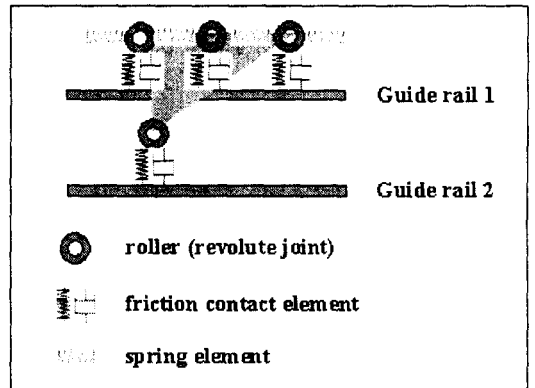 Guide rail 1
Guide rail 2
roller (revolute joint)
friction contact element
spring element